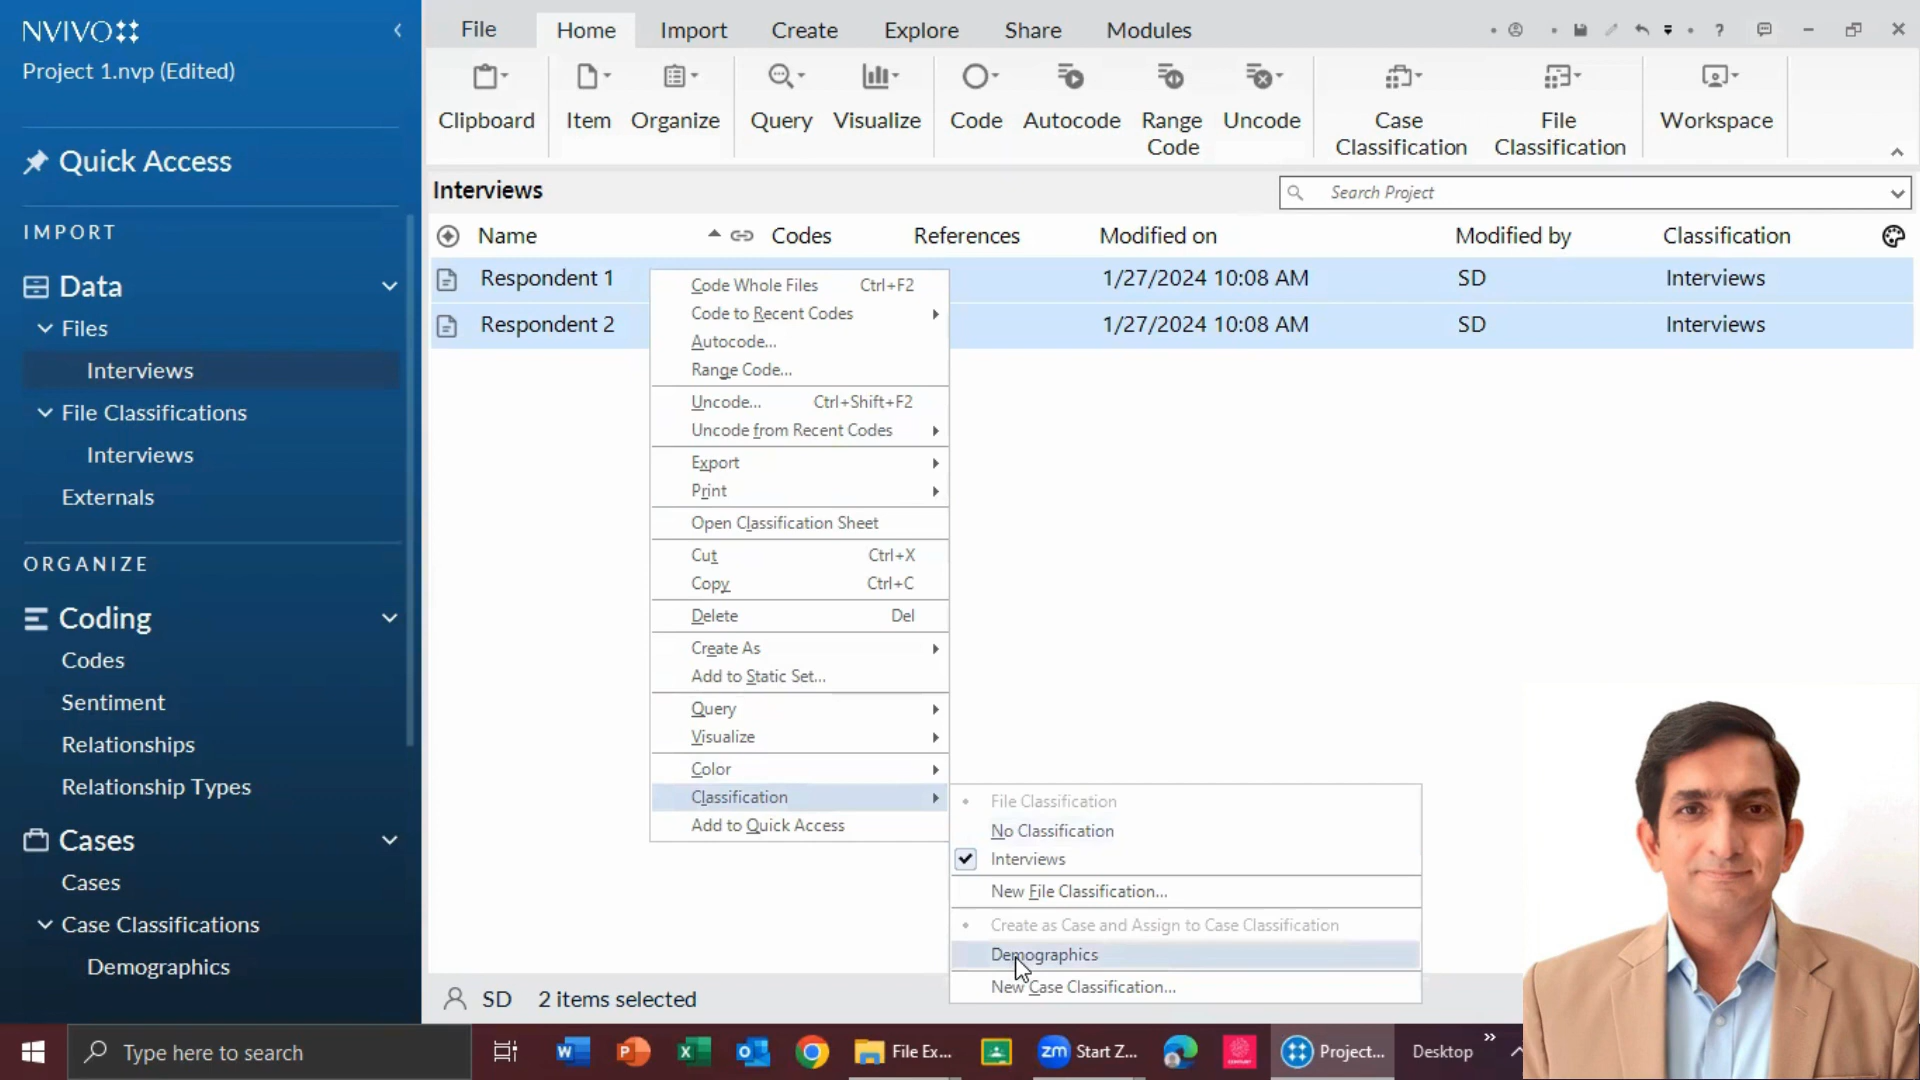 NVIVO
Project 1.nvp (Edited)
Quick Access
IMPORT
Data
Files
Interviews
File Classifications
Interviews
Externals
ORGANIZE
Coding
Codes
Sentiment
Relationships
Relationship Types
Cases
Cases
Case Classifications
Demographics
File Home Import Create Explore Share Modules
Clipboard Item Organize Query Visualize Code Autocode Range Code Uncode Case Classification File Classification Workspace
Interviews
Search Project
Name Codes References Modified on Modified by Classification
Respondent 1 1/27/2024 10:08 AM SD Interviews
Respondent 2 1/27/2024 10:08 AM SD Interviews
Code Whole Files Ctrl+F2
Code to Recent Codes
Autocode...
Range Code...
Uncode... Ctrl+Shift+F2
Uncode from Recent Codes
Export
Print
Open Classification Sheet
Cut Ctrl+X
Copy Ctrl+C
Delete Del
Create As
Add to Static Set...
Query
Visualize
Color
Classification
Add to Quick Access
File Classification
No Classification
Interviews
New File Classification...
Create as Case and Assign to Case Classification
Demographics
New Case Classification...
SD 2 items selected
Type here to search
File Ex...
zm Start Z...
Project...
Desktop